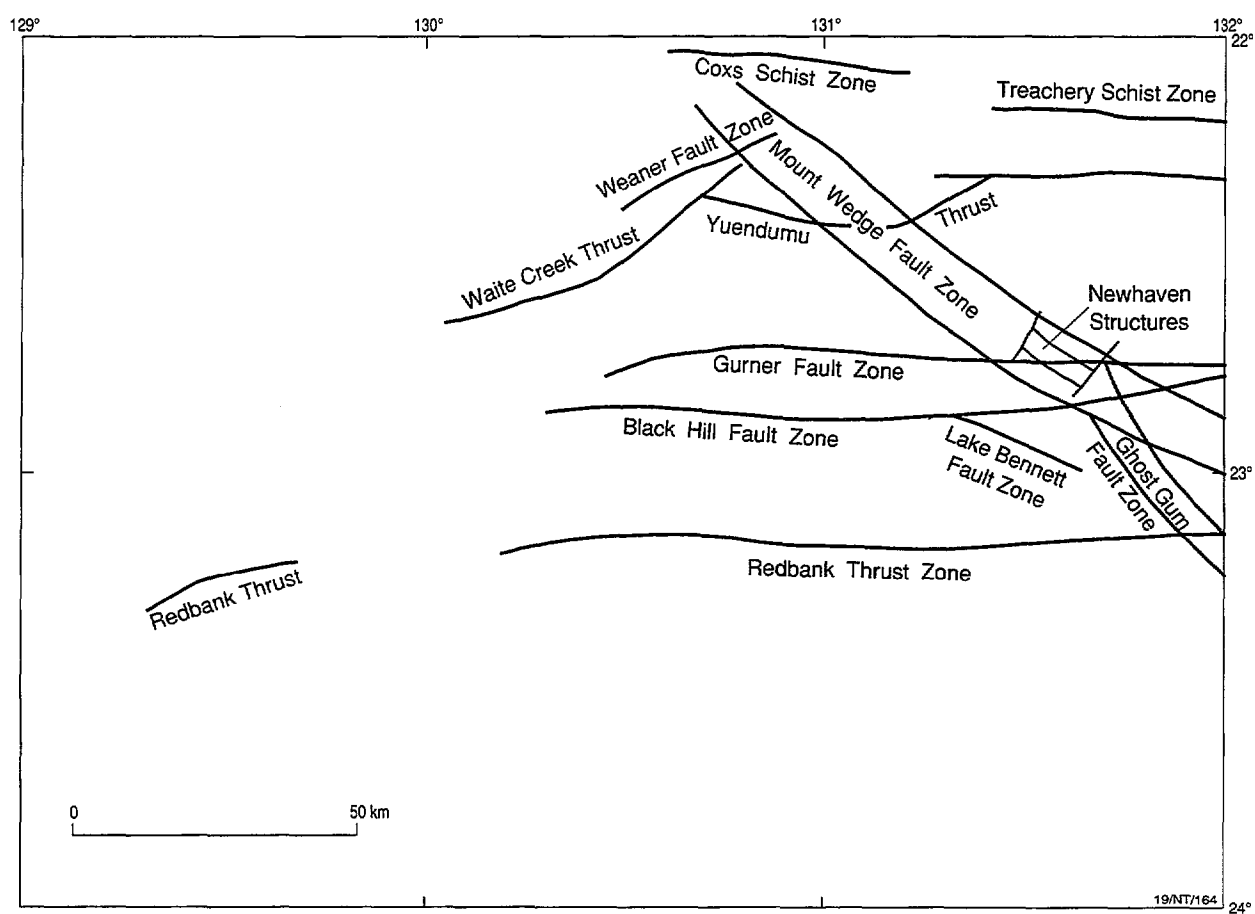 129°
130°
131°
132°
22°
Coxs Schist Zone
Treachery Schist Zone
Weaner Fault Zone
Mount Wedge Fault Zone
Thrust
Yuendumu
Waite Creek Thrust
Newhaven
Structures
Gurner Fault Zone
Black Hill Fault Zone
Lake Bennett
Fault Zone
Ghost Gum
Fault Zone
23°
Redbank Thrust Zone
Redbank Thrust
0
50 km
19/NT/164
24°